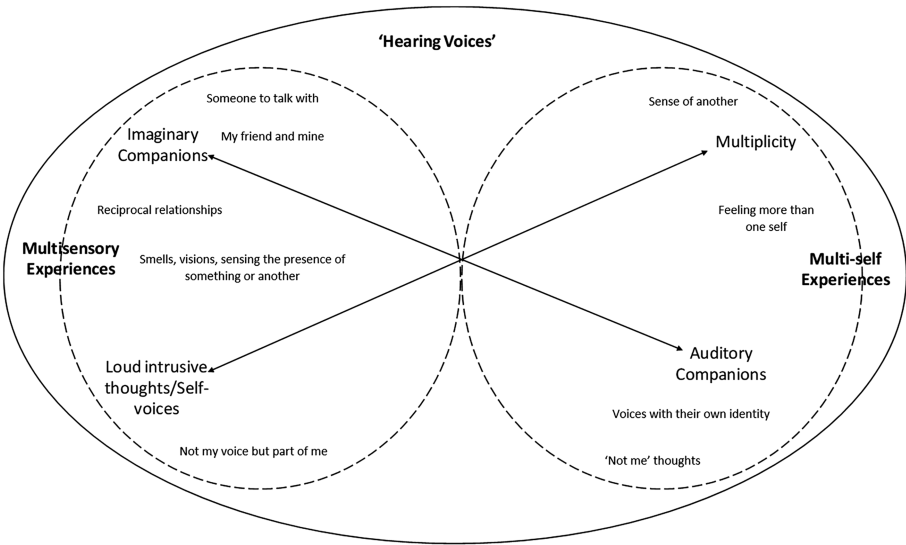 ‘Hearing Voices’
Someone to talk with
My friend and mine
Imaginary
Companions
Reciprocal relationships
Multisensory
Experiences
Smells, visions, sensing the presence of
something or another
Loud intrusive
thoughts/Self-
voices
Not my voice but part of me
Sense of another
Multiplicity
Feeling more than
one self
Multi-self
Experiences
Auditory
Companions
Voices with their own identity
‘Not me’ thoughts